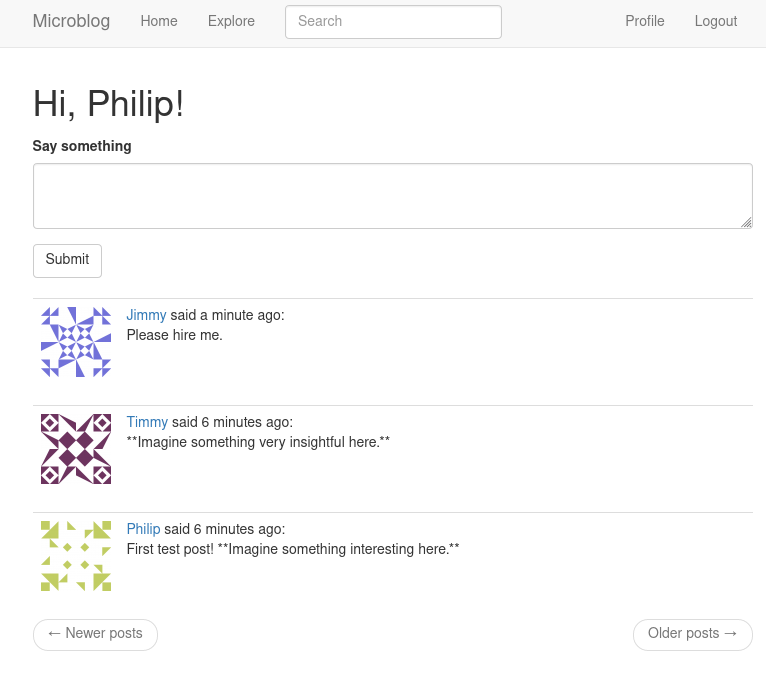 Microblog Home Explore Search Profile Logout
Hi, Philip!
Say something
Submit
Jimmy said a minute ago:
Please hire me.
Timmy said 6 minutes ago:
**Imagine something very insightful here.**
Philip said 6 minutes ago:
First test post! **Imagine something interesting here.**
← Newer posts Older posts →